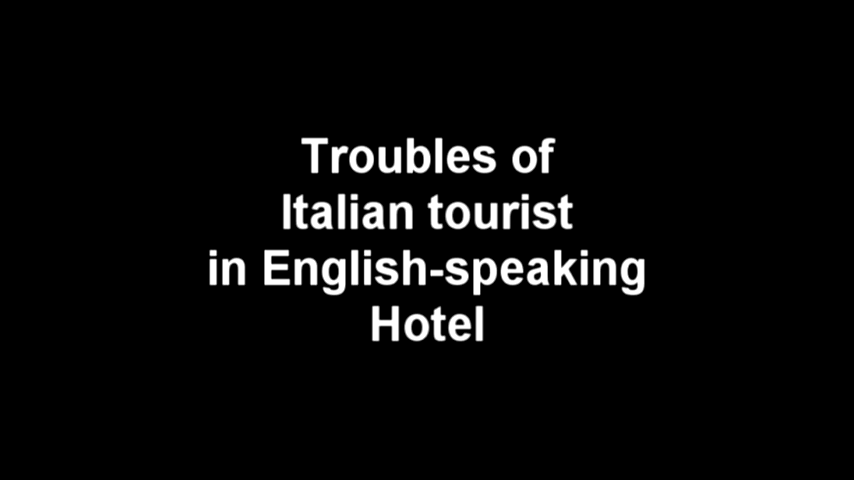 Troubles of
Italian tourist
in English-speaking
Hotel